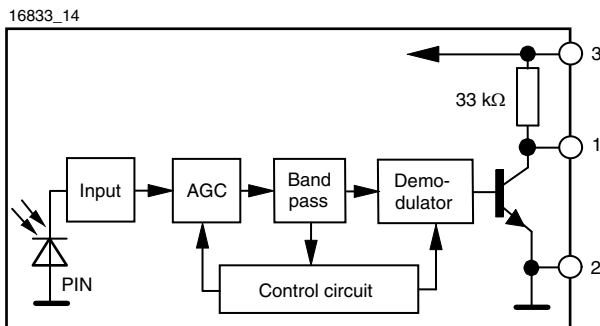 16833_14
3
33 kΩ
1
Input
AGC
Band
pass
Demo-
dulator
PIN
Control circuit
2